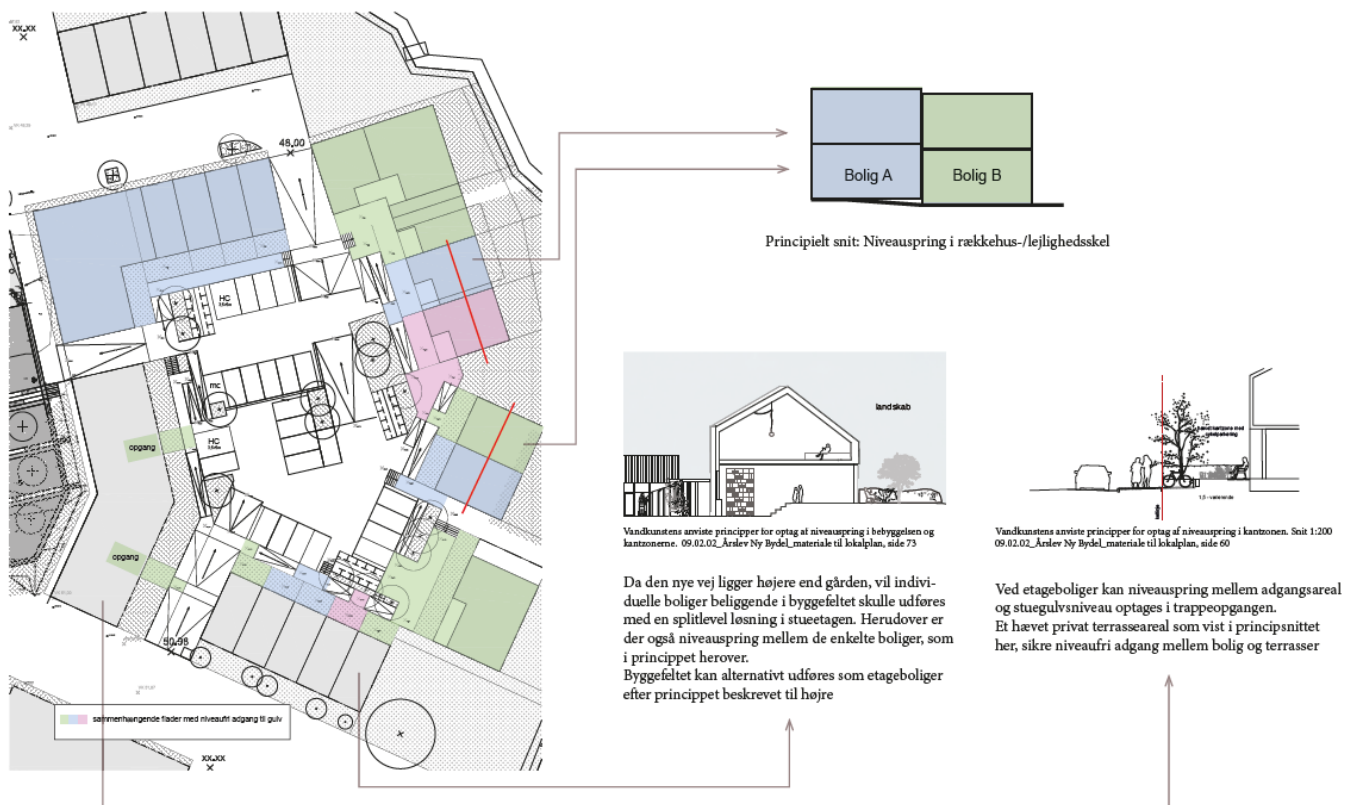 xx.xx
48.00
HC
mc
HC
opgang
opgang
50.98
sammenhængende flader med niveaufri adgang til gulv
xx.xx
Bolig A
Bolig B
Principielt snit: Niveauspring i rækkehus-/lejlighedsskel
landskab
Vandkunstens anviste principper for optag af niveauspring i bebyggelsen og
kantzonerne. 09.02.02_Årslev Ny Bydel_materiale til lokalplan, side 73
Da den nye vej ligger højere end gården, vil indivi-
duelle boliger beliggende i byggefeltet skulle udføres
med en splitlevel løsning i stueetagen. Herudover er
der også niveauspring mellem de enkelte boliger, som
i princippet herover.
Byggefeltet kan alternativt udføres som etageboliger
efter princippet beskrevet til højre
Vandkunstens anviste principper for optag af niveauspring i kantzonen. Snit 1:200
09.02.02_Årslev Ny Bydel_materiale til lokalplan, side 60
Ved etageboliger kan niveauspring mellem adgangsareal
og stuegulvsniveau optages i trappeopgangen.
Et hævet privat terrasseareal som vist i principsnittet
her, sikre niveaufri adgang mellem bolig og terrasser